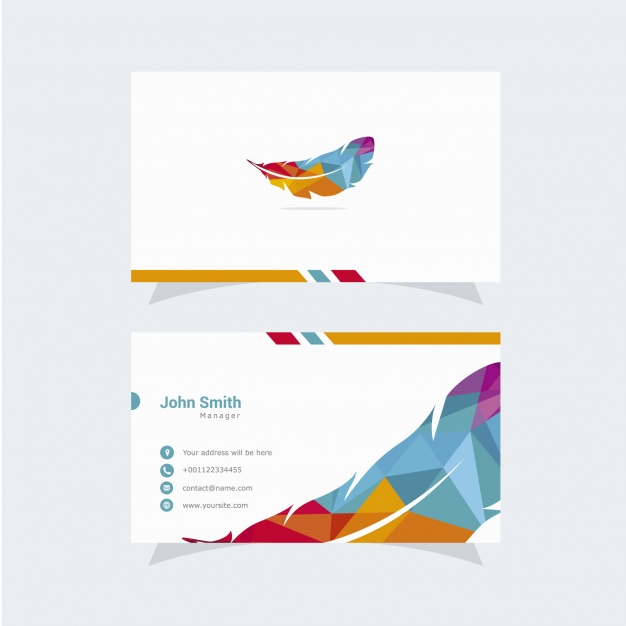 John Smith
Manager
Your address will be here
+001122334455
contact@name.com
www.yoursite.com